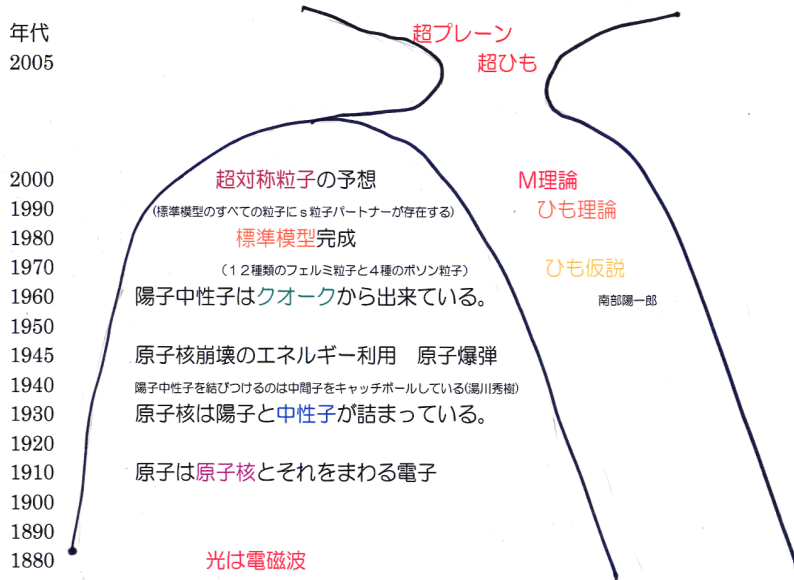 年代
超プレーン
2005
超ひも
2000 超対称粒子の予想 M理論
1990 (標準模型のすべての粒子にs粒子パートナーが存在する) ひも理論
1980 標準模型完成
1970 (12種類のフェルミ粒子と4種のボソン粒子) ひも仮説
1960 陽子中性子はクオークから出来ている。 南部陽一郎
1950
1945 原子核崩壊のエネルギー利用 原子爆弾
1940 陽子中性子を結びつけるのは中間子をキャッチボールしている(湯川秀樹)
1930 原子核は陽子と中性子が詰まっている。
1920
1910 原子は原子核とそれをまわる電子
1900
1890
1880 光は電磁波